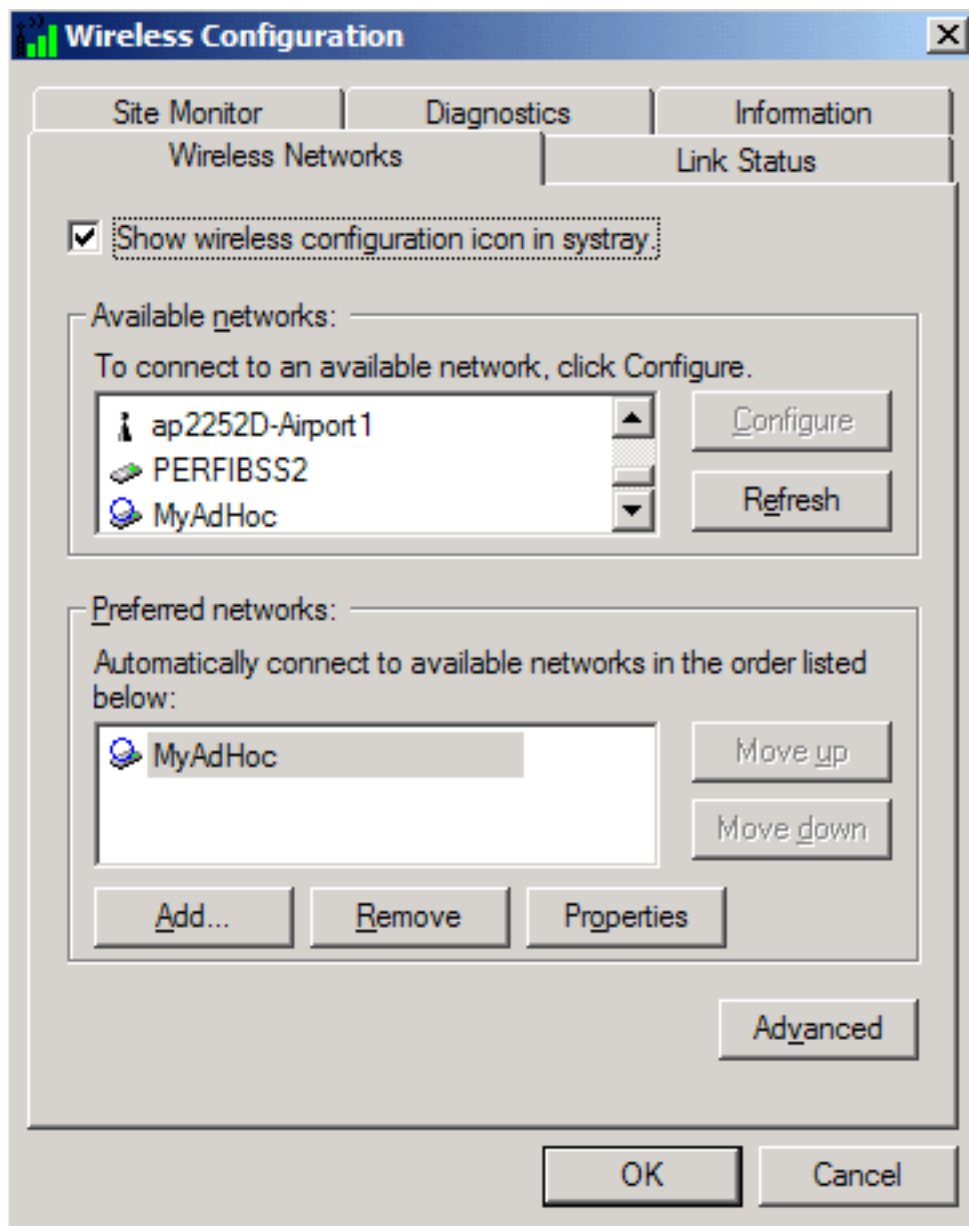 Wireless Configuration
Site Monitor
Diagnostics
Information
Wireless Networks
Link Status
Show wireless configuration icon in systray.
Available networks:
To connect to an available network, click Configure.
ap2252D-Airport1
PERFIBSS2
MyAdHoc
Configure
Refresh
Preferred networks:
Automatically connect to available networks in the order listed
below:
MyAdHoc
Move up
Move down
Add...
Remove
Properties
Advanced
OK
Cancel